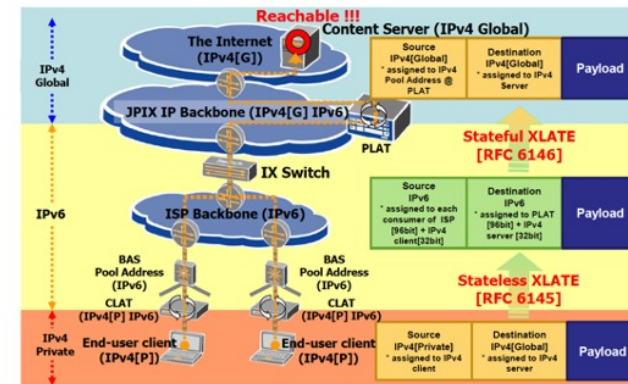 Reachable !!!
Content Server (IPv4 Global)
The Internet
(IPv4[G])
IPv4
Global
JPIX IP Backbone (IPv4[G] IPv6)
PLAT
IX Switch
IPv6
ISP Backbone (IPv6)
BAS
Pool Address
(IPv6)
BAS
Pool Address
(IPv6)
CLAT
(IPv4[P] IPv6)
CLAT
(IPv4[P] IPv6)
IPv4
Private
End-user client
(IPv4[P])
End-user client
(IPv4[P])
Source
IPv4[Global]
* assigned to IPv4
Pool Address @
PLAT
Destination
IPv4[Global]
* assigned to IPv4
Server
Payload
Stateful XLATE
[RFC 6146]
Source
IPv6
* assigned to each
consumer of ISP
[96bit] + IPv4
client[32bit]
Destination
IPv6
* assigned to PLAT
[96bit] + IPv4
server [32bit]
Payload
Stateless XLATE
[RFC 6145]
Source
IPv4[Private]
* assigned to IPv4
client
Destination
IPv4[Global]
* assigned to IPv4
server
Payload